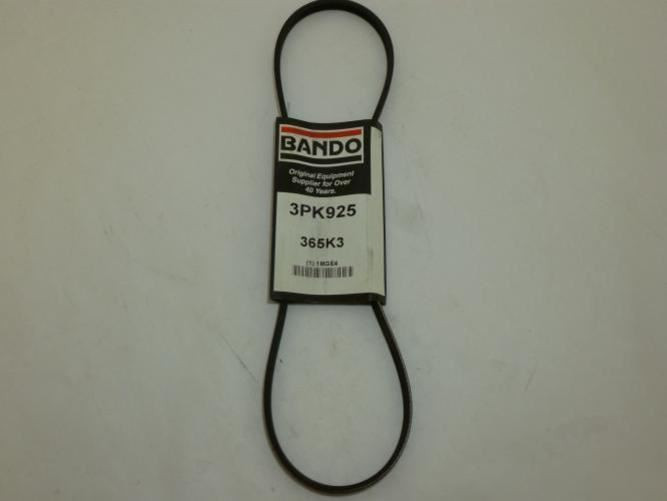 BANDO
Original Equipment
Supplier for Over
40 Years.
3PK925
365K3